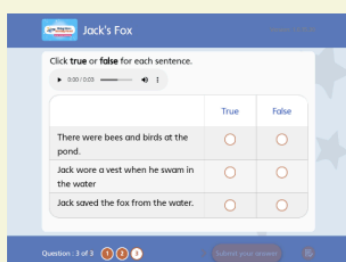 Jack's Fox
Click true or false for each sentence.
0:00 / 0:03
True False
There were bees and birds at the
pond.
Jack wore a vest when he swam in
the water
Jack saved the fox from the water.
Question : 3 of 3 1 2 3
Submit your answer